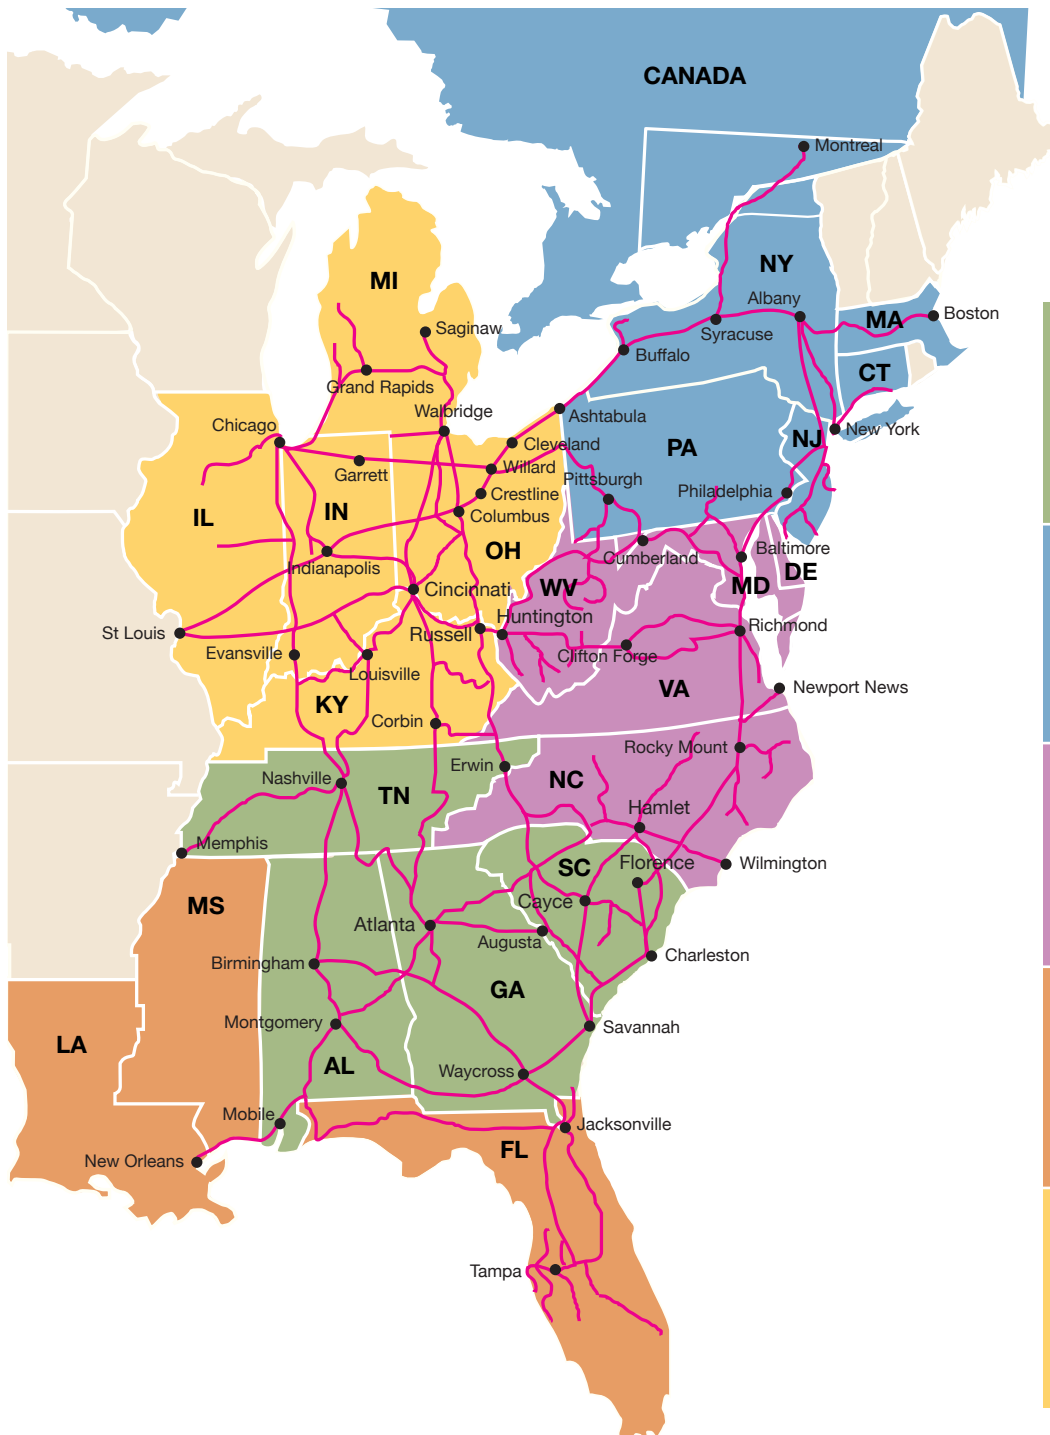 CANADA
Montreal
NY
MI
Albany
Boston
MA
Saginaw
Syracuse
Buffalo
CT
Grand Rapids
Walbridge
Ashtabula
Chicago
New York
NJ
Cleveland
PA
Willard
Garrett
Pittsburgh
Philadelphia
Crestline
IL
IN
Columbus
OH
Baltimore
Cumberland
Indianapolis
DE
MD
WV
Cincinnati
Huntington
Richmond
St Louis
Russell
Evansville
Clifton Forge
Louisville
VA
Newport News
KY
Corbin
Rocky Mount
Erwin
Nashville
NC
TN
Hamlet
Memphis
Florence
Wilmington
SC
MS
Cayce
Atlanta
Augusta
Charleston
Birmingham
GA
Montgomery
Savannah
LA
AL
Waycross
Mobile
Jacksonville
FL
New Orleans
Tampa